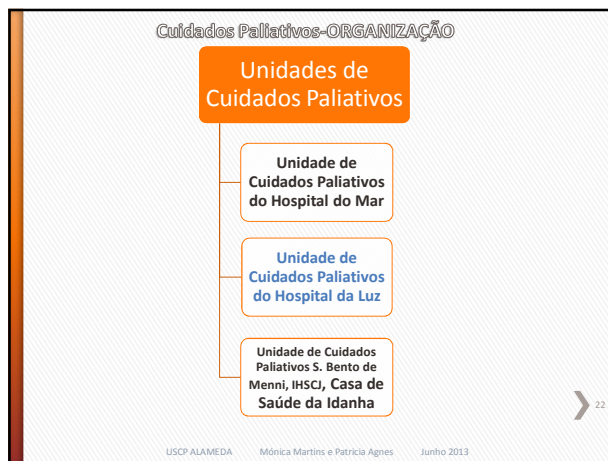 Cuidados Paliativos-ORGANIZAÇÃO
Unidades de
Cuidados Paliativos
Unidade de
Cuidados Paliativos
do Hospital do Mar
Unidade de
Cuidados Paliativos
do Hospital da Luz
Unidade de Cuidados
Paliativos S. Bento de
Menni, IHSCJ, Casa de
Saúde da Idanha
22
USCP ALAMEDA Mónica Martins e Patricia Agnes Junho 2013